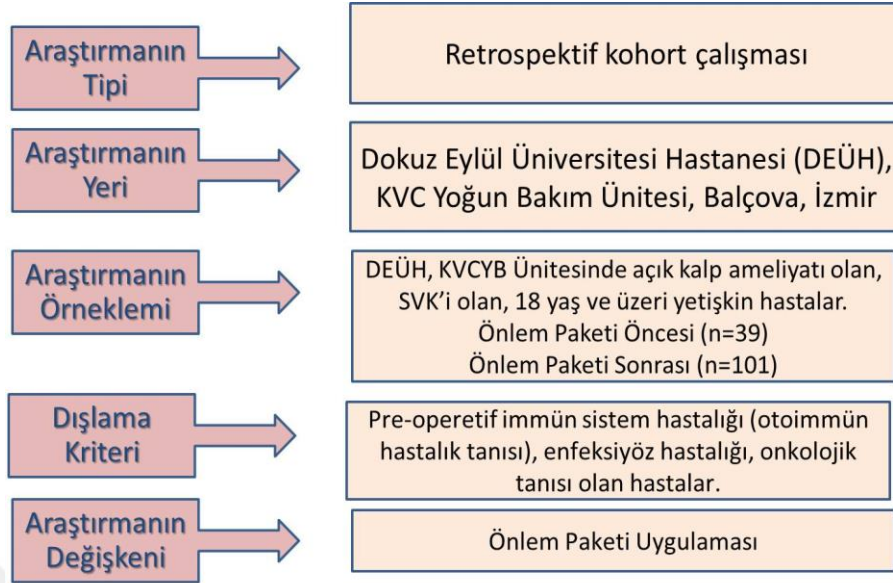 Araştırmanın
Tipi
Retrospektif kohort çalışması
Araştırmanın
Yeri
Dokuz Eylül Üniversitesi Hastanesi (DEÜH),
KVC Yoğun Bakım Ünitesi, Balçova, İzmir
Araştırmanın
Örneklemi
DEÜH, KVCYB Ünitesinde açık kalp ameliyatı olan,
SVK'i olan, 18 yaş ve üzeri yetişkin hastalar.
Önlem Paketi Öncesi (n=39)
Önlem Paketi Sonrası (n=101)
Dışlama
Kriteri
Pre-operetif immün sistem hastalığı (otoimmün
hastalık tanısı), enfeksiyöz hastalığı, onkolojik
tanısı olan hastalar.
Araştırmanın
Değişkeni
Önlem Paketi Uygulaması